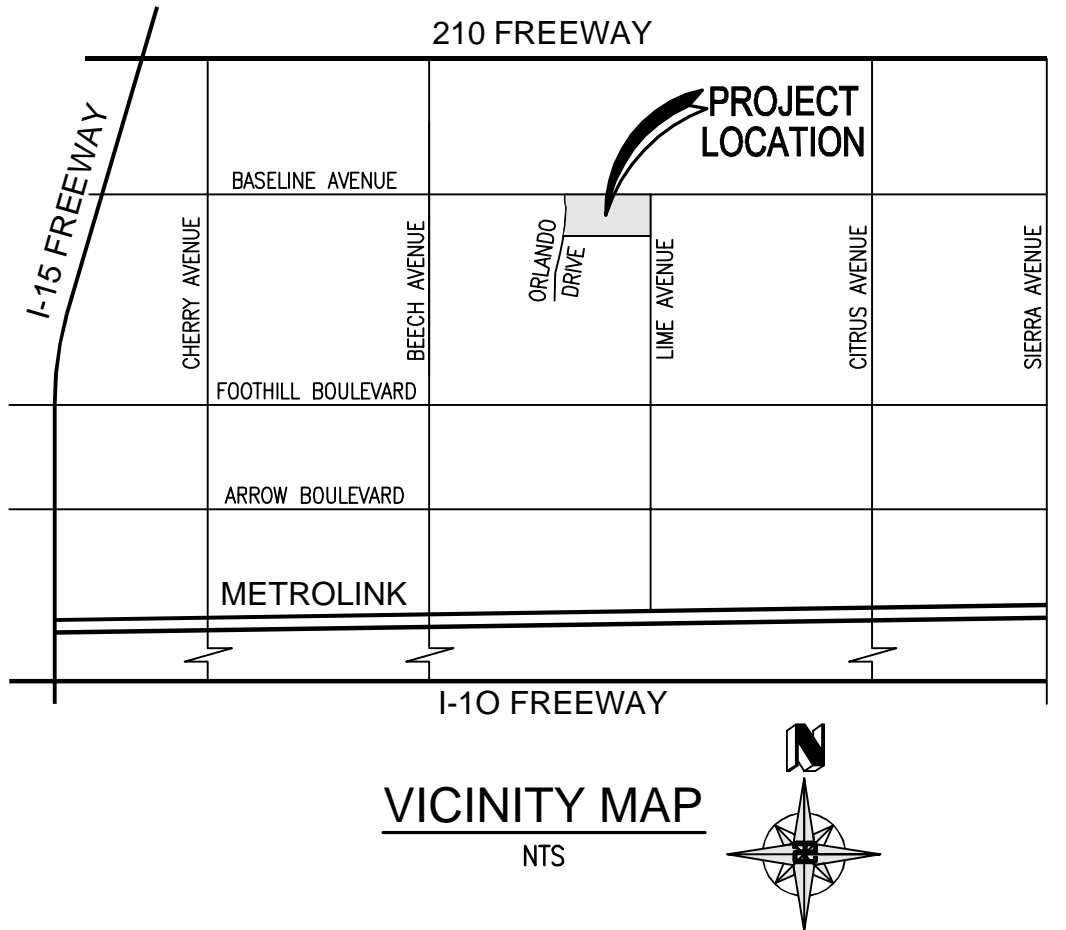 210 FREEWAY
PROJECT
LOCATION
I-15 FREEWAY
BASELINE AVENUE
CHERRY AVENUE
BEECH AVENUE
ORLANDO
DRIVE
LIME AVENUE
CITRUS AVENUE
SIERRA AVENUE
FOOTHILL BOULEVARD
ARROW BOULEVARD
METROLINK
I-1O FREEWAY
N
VICINITY MAP
NTS